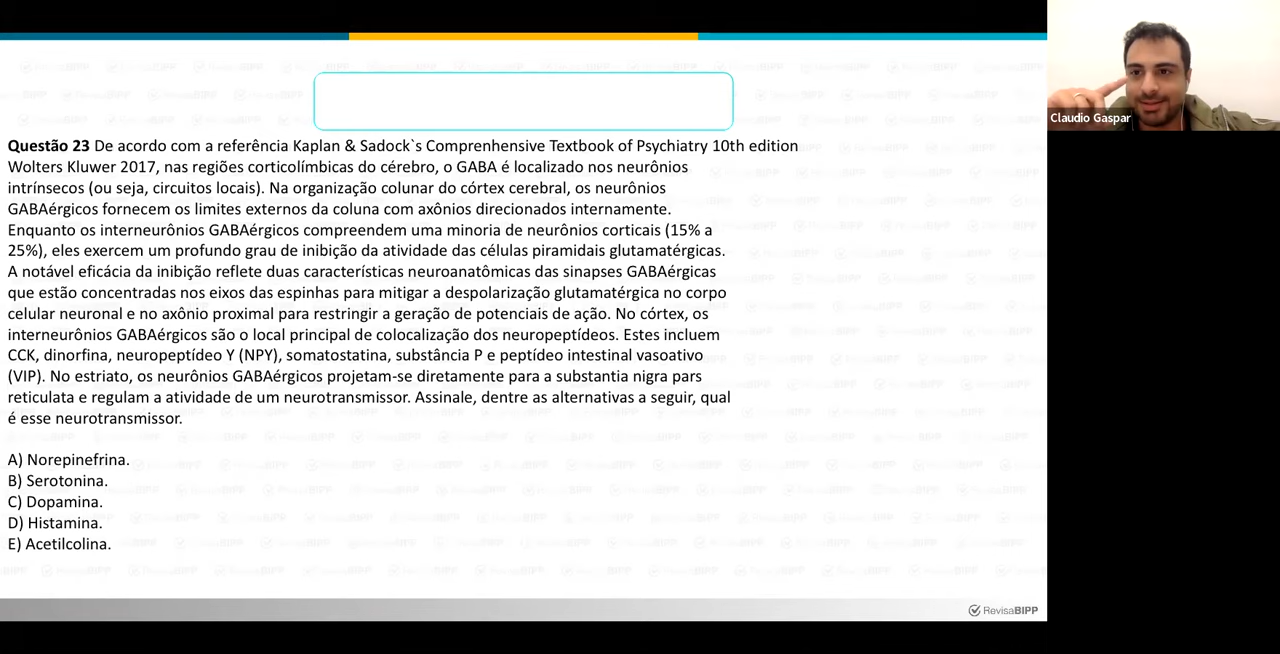 Claudio Gaspar
Questão 23 De acordo com a referência Kaplan & Sadock`s Comprenhensive Textbook of Psychiatry 10th edition
Wolters Kluwer 2017, nas regiões corticolímbicas do cérebro, o GABA é localizado nos neurônios
intrínsecos (ou seja, circuitos locais). Na organização colunar do córtex cerebral, os neurônios
GABAérgicos fornecem os limites externos da coluna com axônios direcionados internamente.
Enquanto os interneurônios GABAérgicos compreendem uma minoria de neurônios corticais (15% a
25%), eles exercem um profundo grau de inibição da atividade das células piramidais glutamatérgicas.
A notável eficácia da inibição reflete duas características neuroanatômicas das sinapses GABAérgicas
que estão concentradas nos eixos das espinhas para mitigar a despolarização glutamatérgica no corpo
celular neuronal e no axônio proximal para restringir a geração de potenciais de ação. No córtex, os
interneurônios GABAérgicos são o local principal de colocalização dos neuropeptídeos. Estes incluem
CCK, dinorfina, neuropeptídeo Y (NPY), somatostatina, substância P e peptídeo intestinal vasoativo
(VIP). No estriato, os neurônios GABAérgicos projetam-se diretamente para a substantia nigra pars
reticulata e regulam a atividade de um neurotransmissor. Assinale, dentre as alternativas a seguir, qual
é esse neurotransmissor.
A) Norepinefrina.
B) Serotonina.
C) Dopamina.
D) Histamina.
E) Acetilcolina.
RevisaBIPP